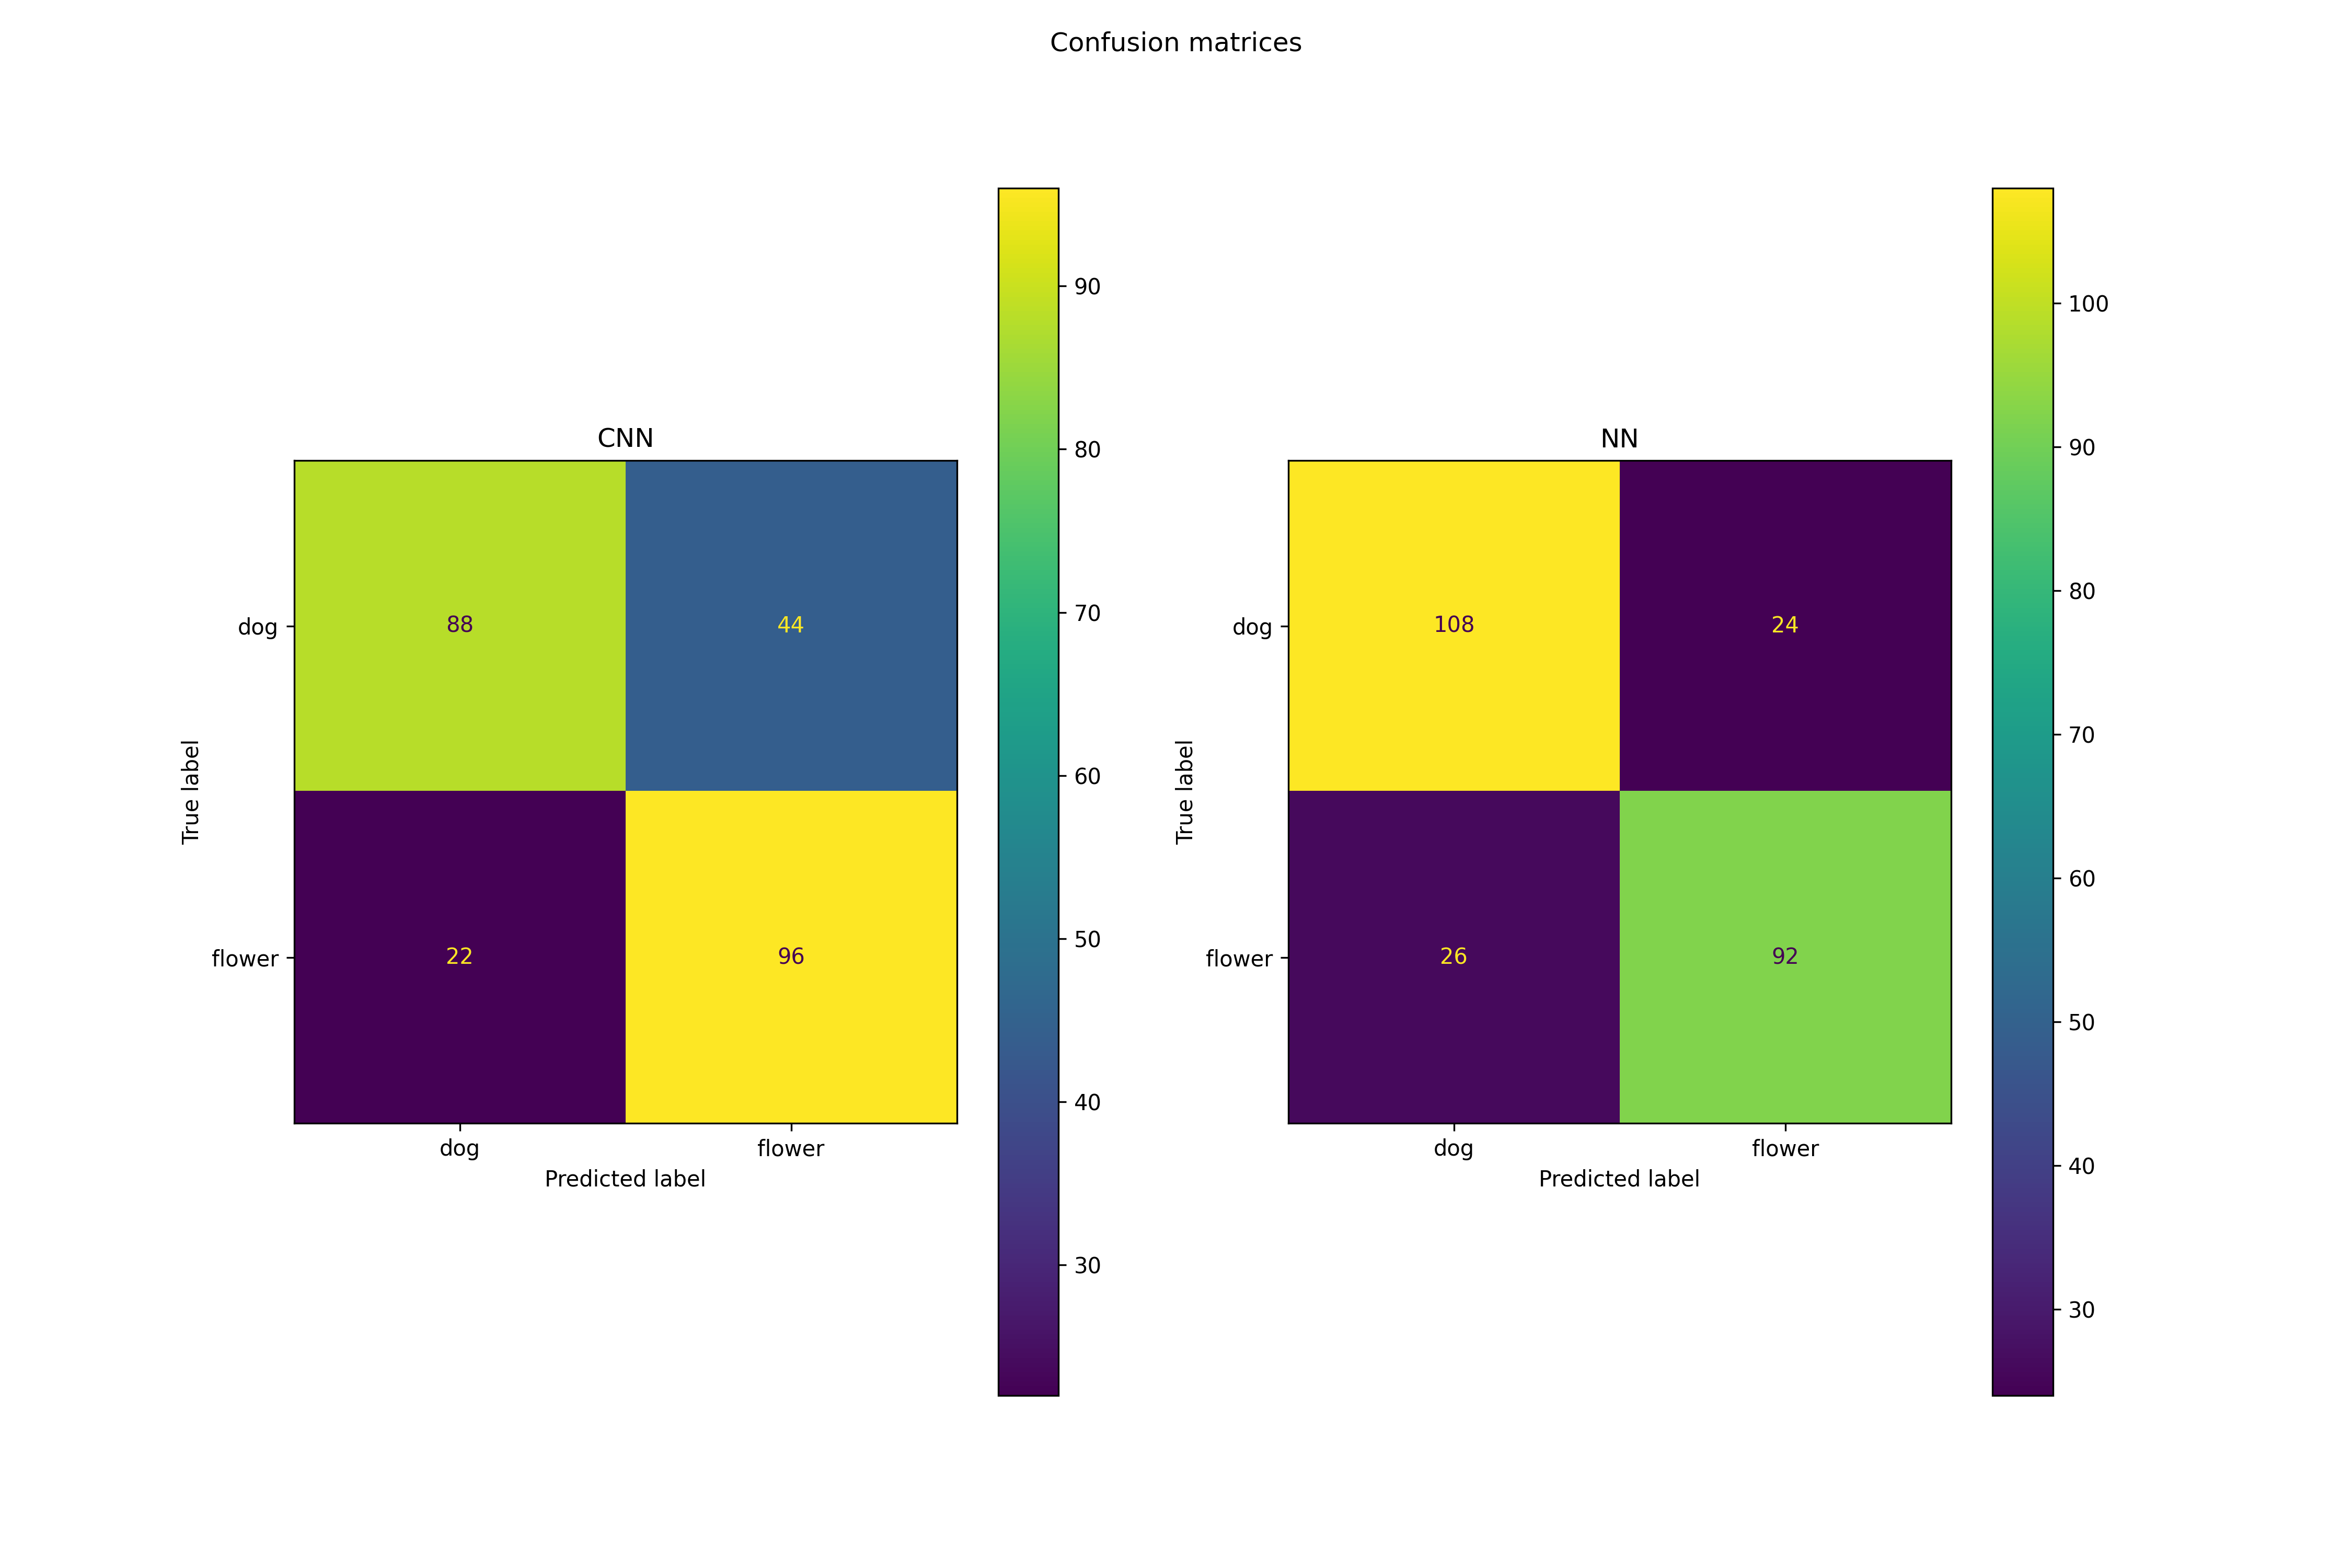 Confusion matrices
CNN
88 44
22 96
dog
flower
True label
dog flower
Predicted label
90
80
70
60
50
40
30
NN
108 24
26 92
dog
flower
True label
dog flower
Predicted label
100
90
80
70
60
50
40
30